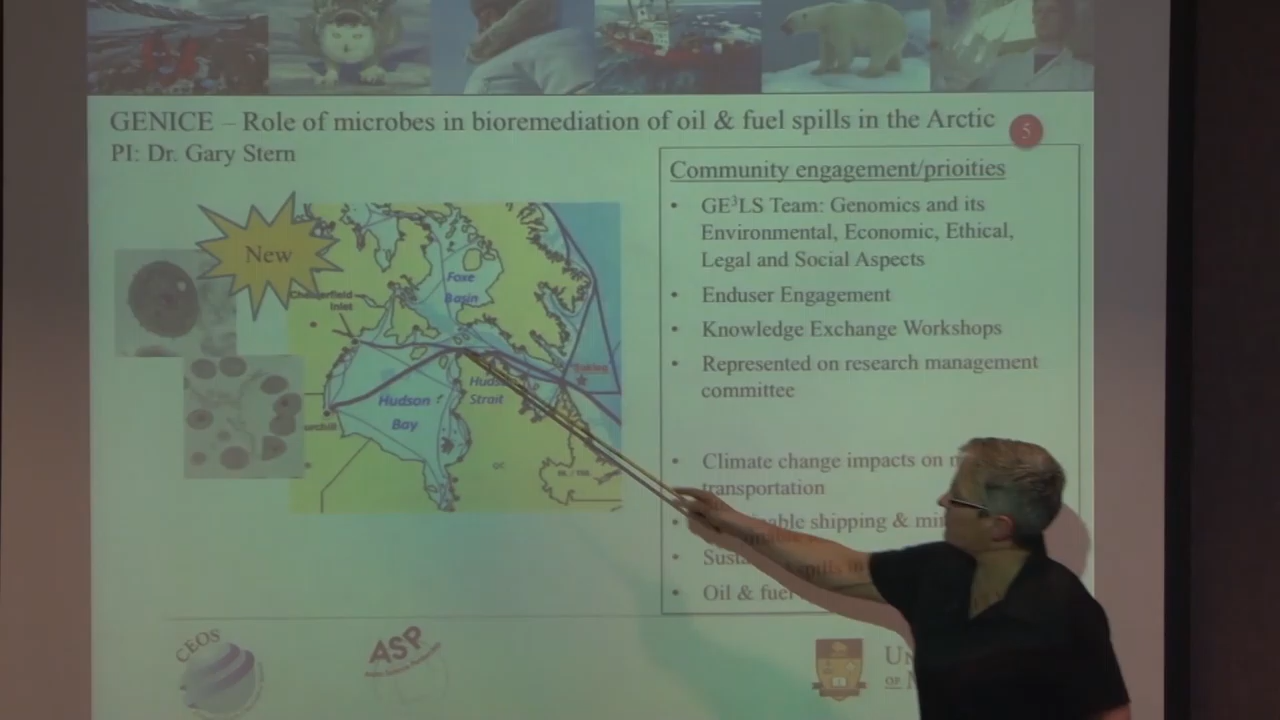 GENICE – Role of microbes in bioremediation of oil & fuel spills in the Arctic
PI: Dr. Gary Stern
5
New
Inlet
Foxe
Basin
Hudson
Bay
Strait
QC
Community engagement/prioities
• GE³LS Team: Genomics and its
Environmental, Economic, Ethical,
Legal and Social Aspects
• Enduser Engagement
• Knowledge Exchange Workshops
• Represented on research management
committee
• Climate change impacts on
transportation
shipping &
• Oil & fuel
CEOS
ASP